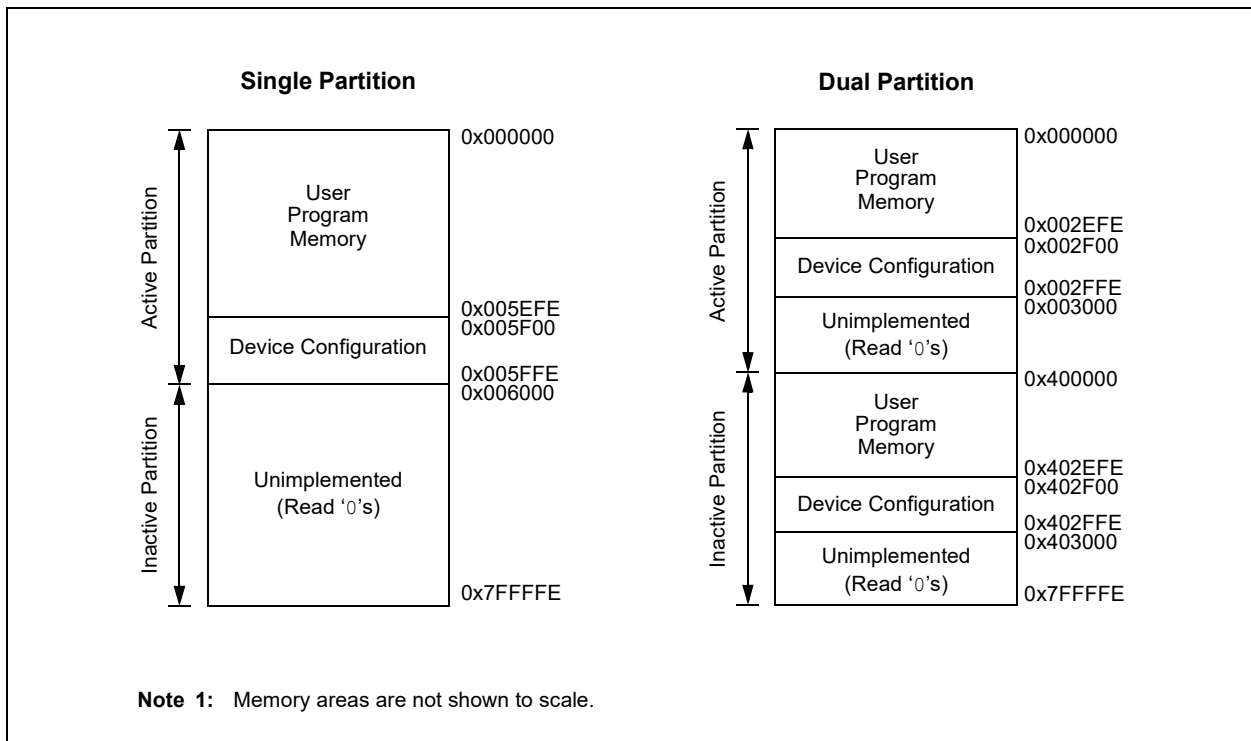 Single Partition
Active Partition
Inactive Partition
User
Program
Memory
Device Configuration
Unimplemented
(Read ‘0’s)
0x000000
0x005EFE
0x005F00
0x005FFE
0x006000
0x7FFFFE
Dual Partition
Active Partition
Inactive Partition
User
Program
Memory
Device Configuration
Unimplemented
(Read ‘0’s)
User
Program
Memory
Device Configuration
Unimplemented
(Read ‘0’s)
0x000000
0x002EFE
0x002F00
0x002FFE
0x003000
0x400000
0x402EFE
0x402F00
0x402FFE
0x403000
0x7FFFFE
Note 1: Memory areas are not shown to scale.